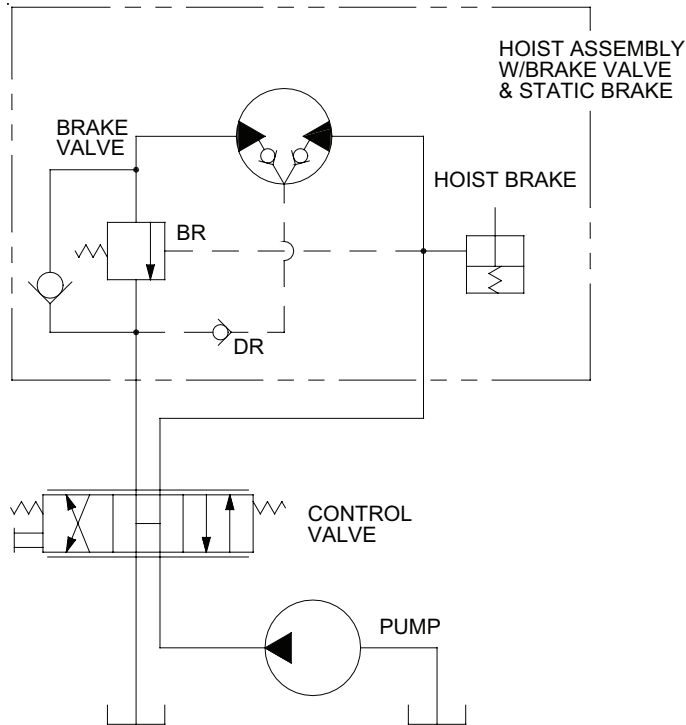 HOIST ASSEMBLY
W/BRAKE VALVE
& STATIC BRAKE
BRAKE
VALVE
HOIST BRAKE
BR
DR
CONTROL
VALVE
PUMP